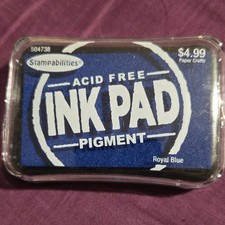 504738
Stampabilities®
$4.99
Paper Crafts
ACID FREE
INK PAD
PIGMENT
Royal Blue